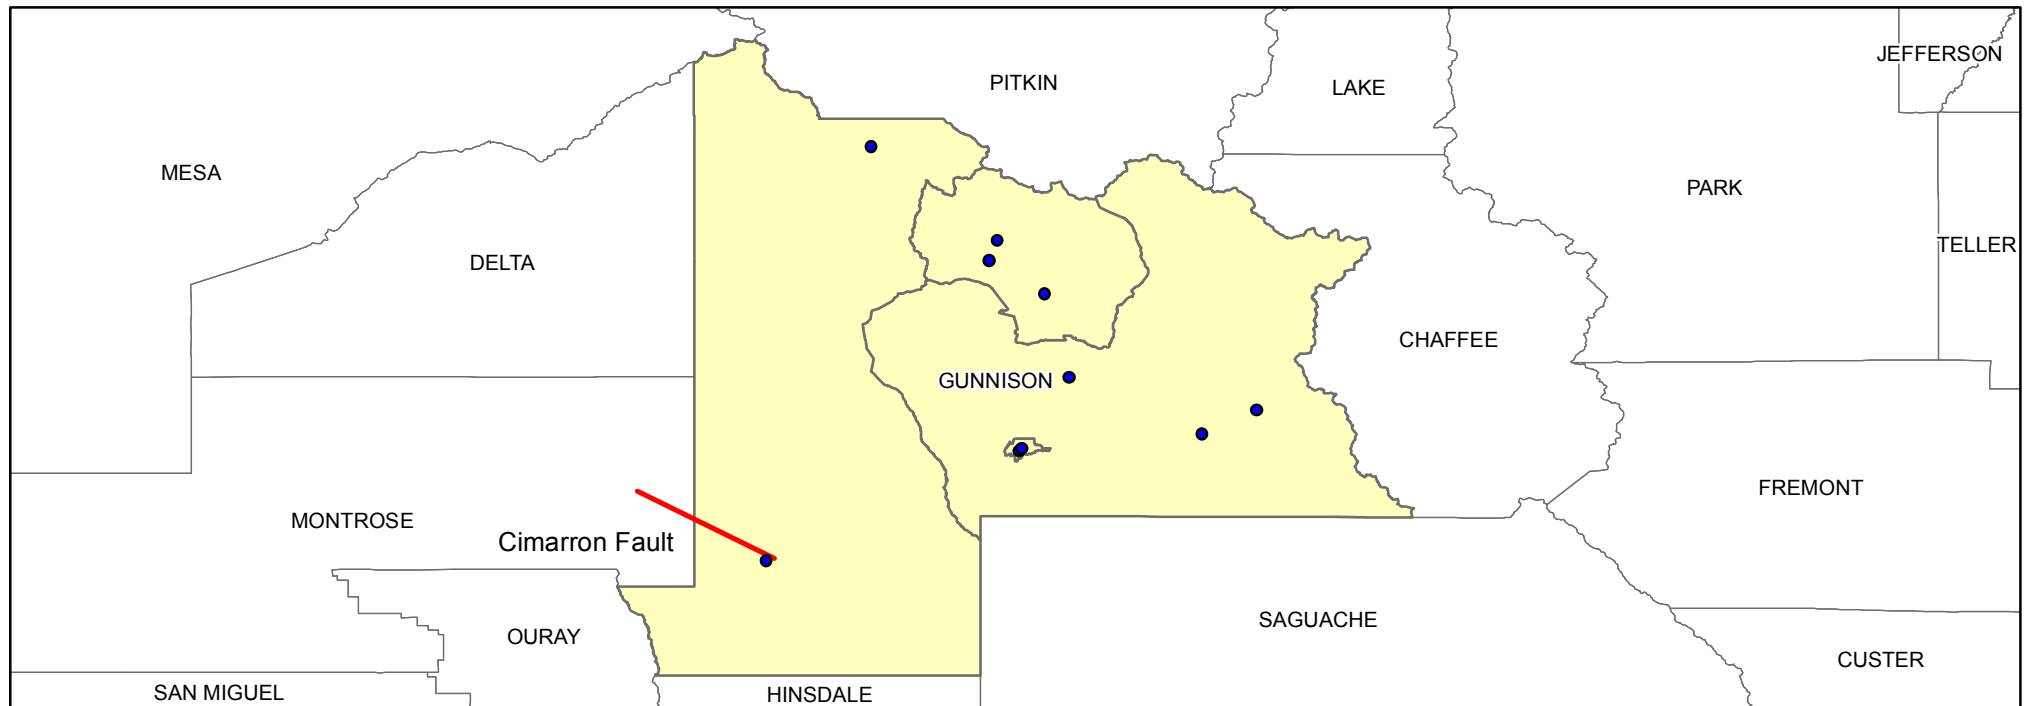 JEFFERSON
PITKIN
LAKE
MESA
PARK
TELLER
DELTA
CHAFFEE
GUNNISON
FREMONT
MONTROSE
Cimarron Fault
SAGUACHE
OURAY
CUSTER
SAN MIGUEL
HINSDALE